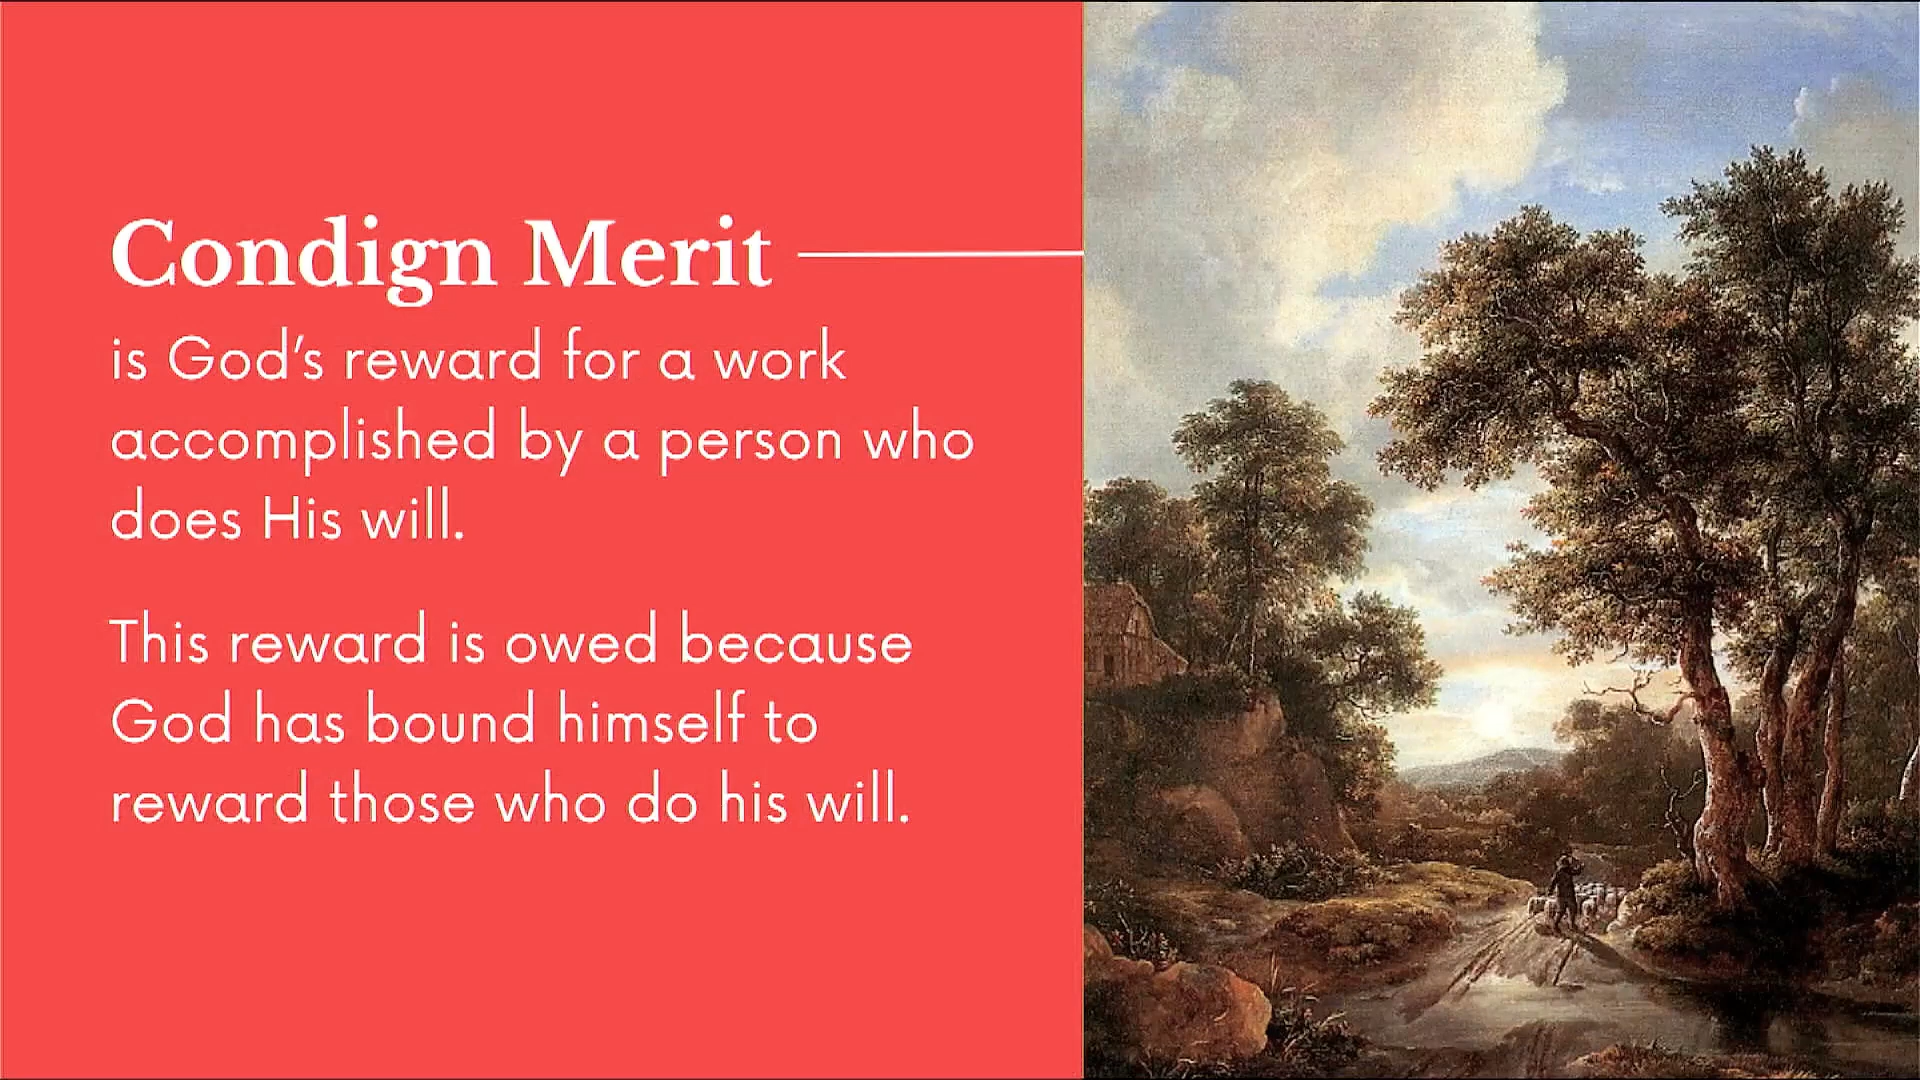 Condign Merit
is God's reward for a work
accomplished by a person who
does His will.
This reward is owed because
God has bound himself to
reward those who do his will.